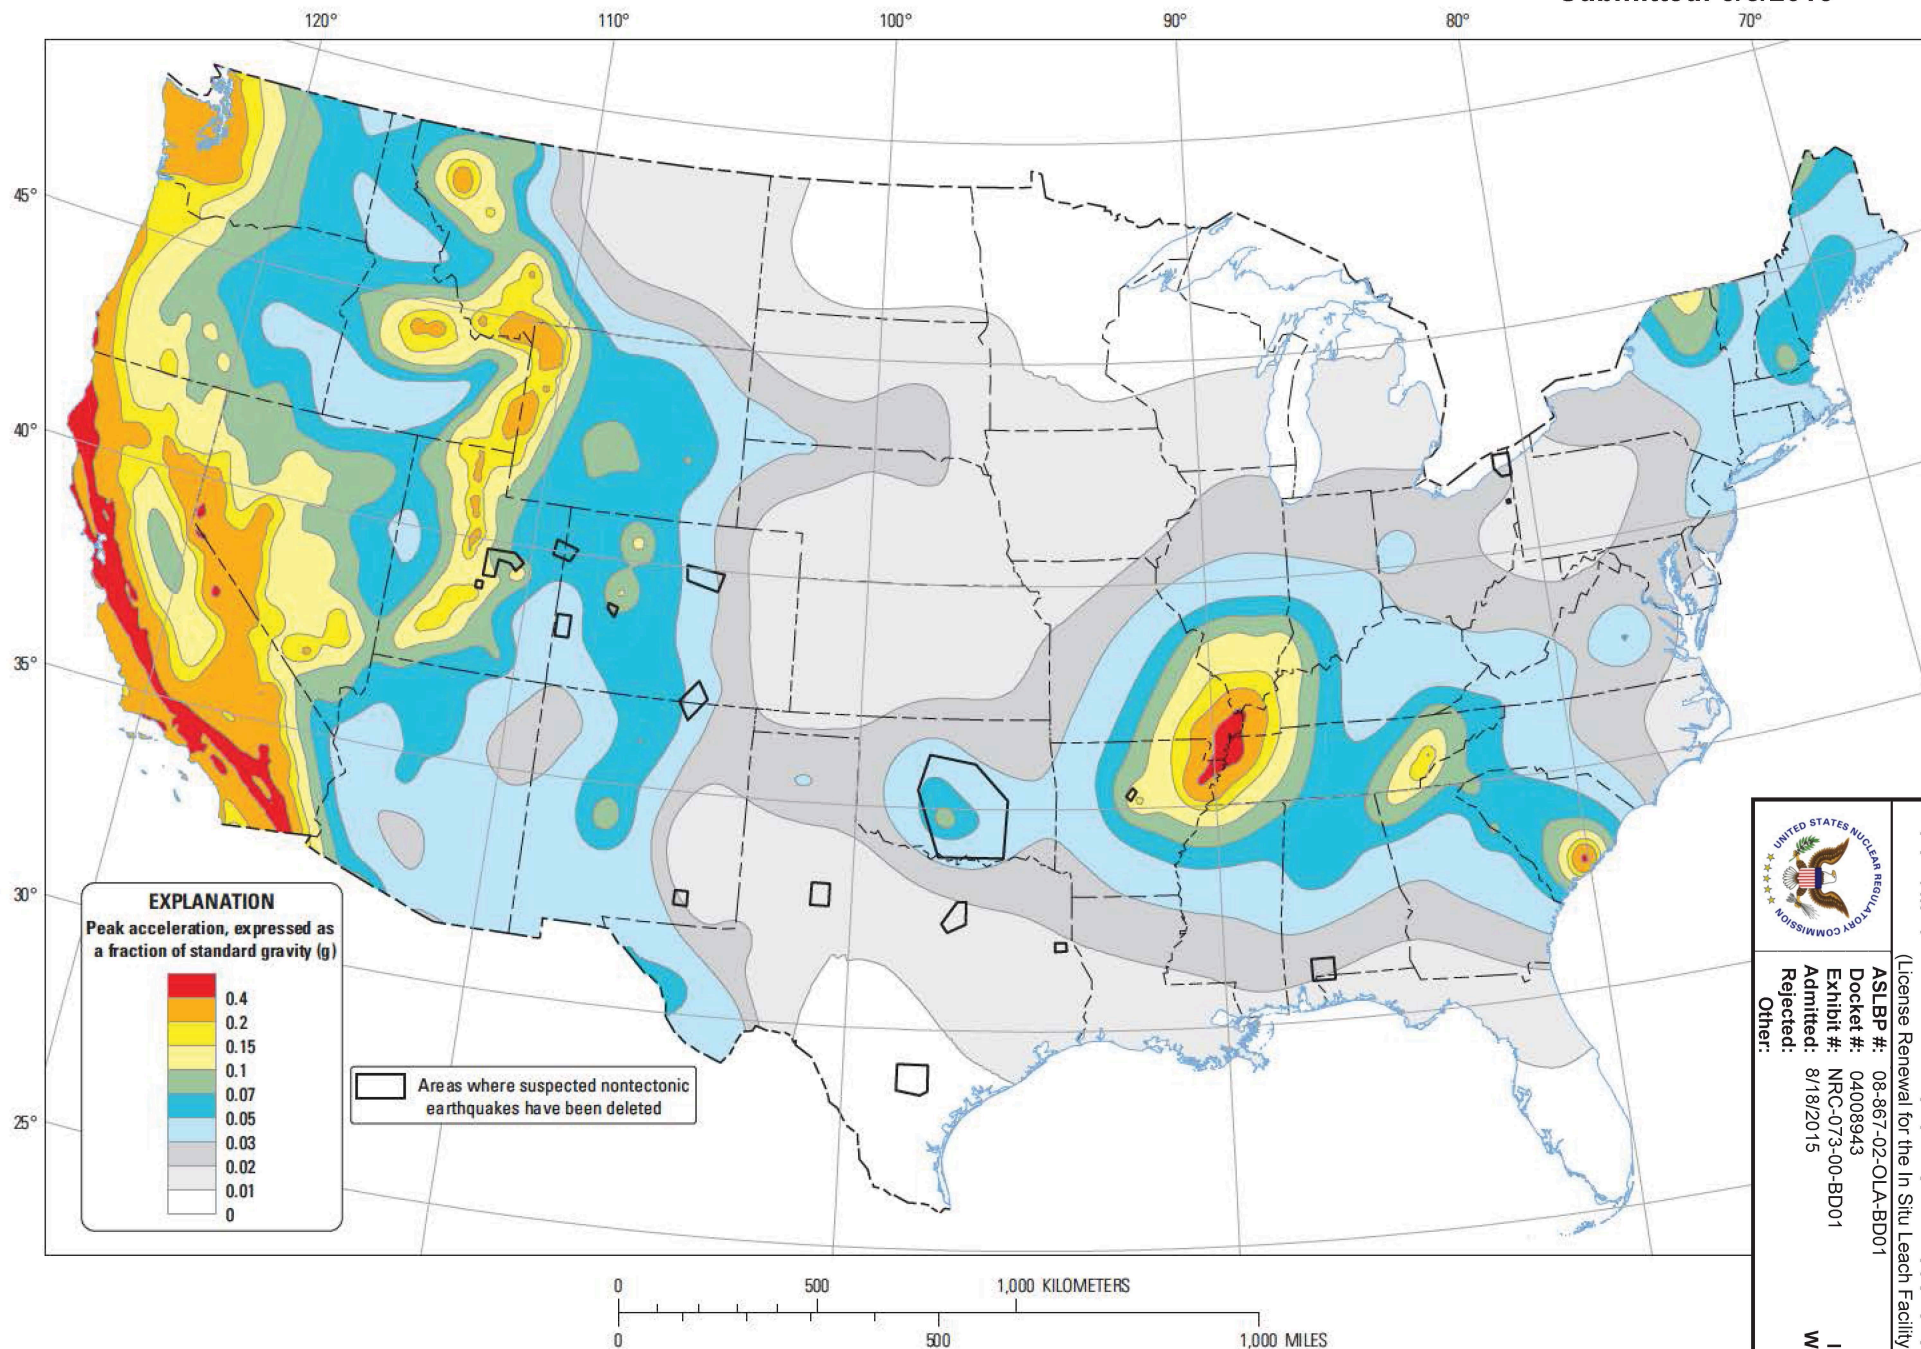 120°
110°
100°
90°
80°
70°
45°
40°
35°
30°
25°
EXPLANATION
Peak acceleration, expressed as
a fraction of standard gravity (g)
0.4
0.2
0.15
0.1
0.07
0.05
0.03
0.02
0.01
0
Areas where suspected nontectonic
earthquakes have been deleted
0 500 1,000 KILOMETERS
0 500 1,000 MILES
UNITED STATES NUCLEAR REGULATORY COMMISSION
(License Renewal for the In Situ Leach Facility
ASLBP #: 08-867-02-OLA-BD01
Docket #: 04008943
Exhibit #: NRC-073-00-BD01
Admitted: 8/18/2015
Rejected:
Other: